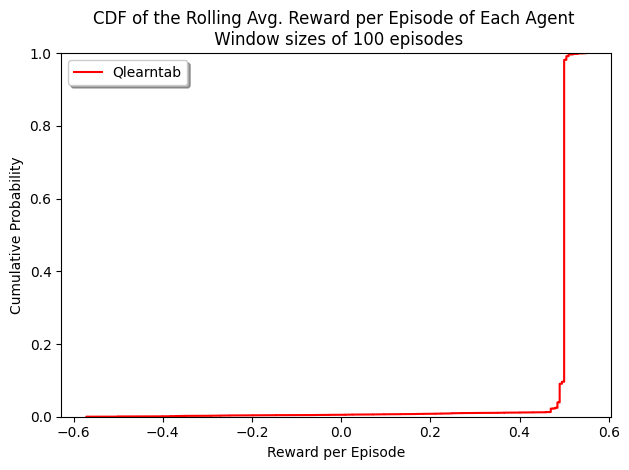 CDF of the Rolling Avg. Reward per Episode of Each Agent
Window sizes of 100 episodes
Qlearntab
Cumulative Probability
1.0
0.8
0.6
0.4
0.2
0.0
−0.6 −0.4 −0.2 0.0 0.2 0.4 0.6
Reward per Episode